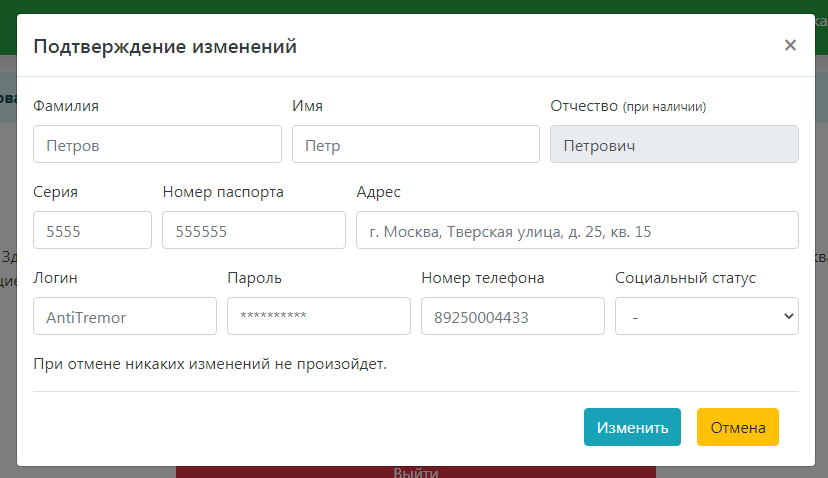 Подтверждение изменений ×
Фамилия Имя Отчество (при наличии)
Петров Петр Петрович
Серия Номер паспорта Адрес
5555 555555 г. Москва, Тверская улица, д. 25, кв. 15
Логин Пароль Номер телефона Социальный статус
AntiTremor ********** 89250004433 -
При отмене никаких изменений не произойдет.
Изменить Отмена
Выйти